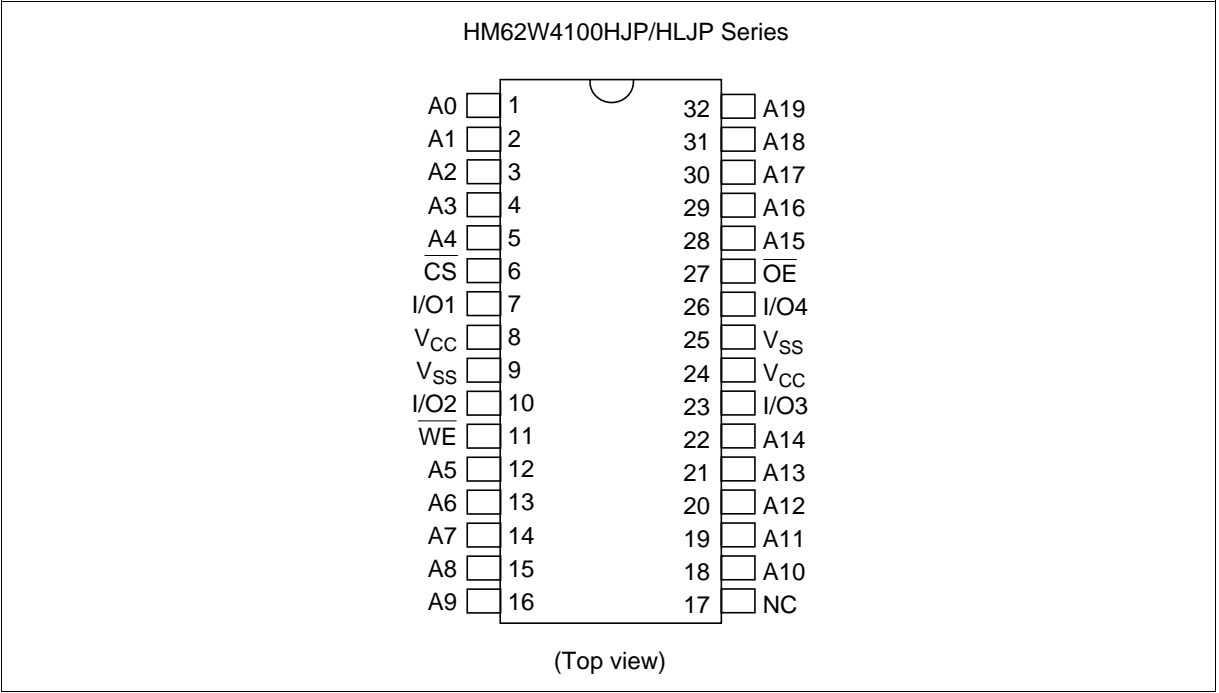 HM62W4100HJP/HLJP Series
A0 1 32 A19
A1 2 31 A18
A2 3 30 A17
A3 4 29 A16
A4 5 28 A15
C̅S̅ 6 27 O̅E̅
I/O1 7 26 I/O4
VCC 8 25 VSS
VSS 9 24 VCC
I/O2 10 23 I/O3
W̅E̅ 11 22 A14
A5 12 21 A13
A6 13 20 A12
A7 14 19 A11
A8 15 18 A10
A9 16 17 NC
(Top view)